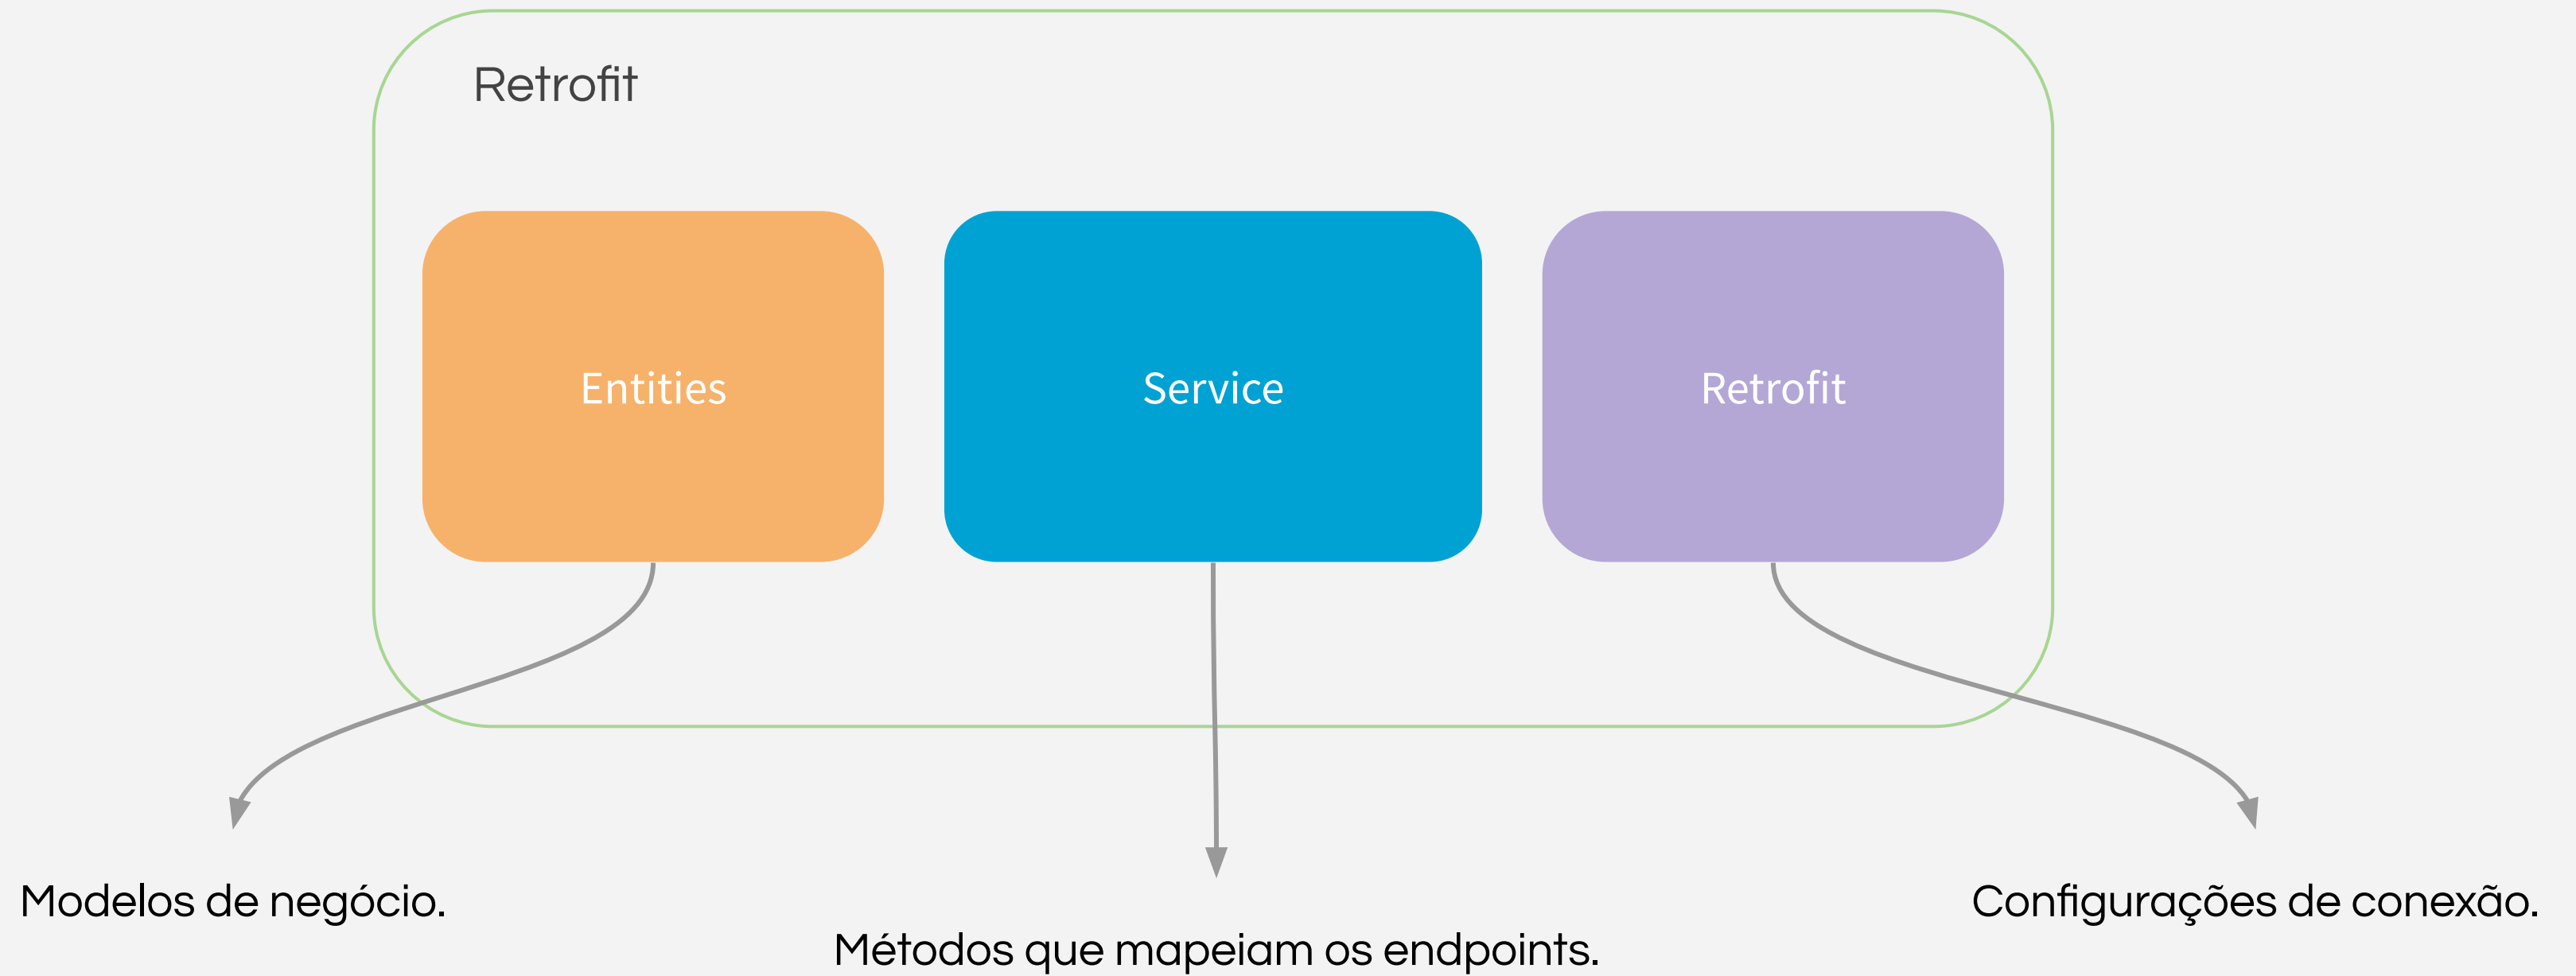 Retrofit
Entities
Service
Retrofit
Modelos de negócio.
Métodos que mapeiam os endpoints.
Configurações de conexão.